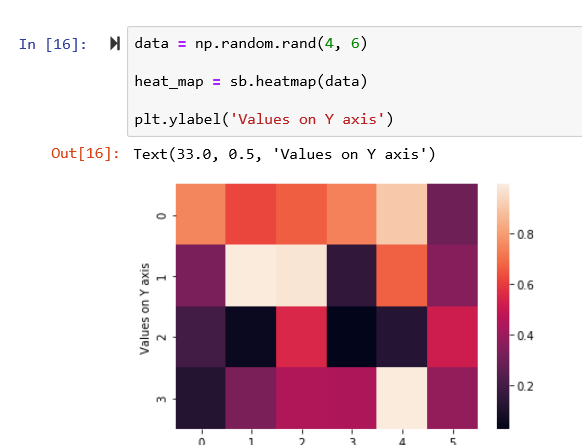 In [16]:
data = np.random.rand(4, 6)
heat_map = sb.heatmap(data)
plt.ylabel('Values on Y axis')
Out[16]: Text(33.0, 0.5, 'Values on Y axis')
Values on Y axis
0
1
2
3
0 1 2 3 4 5
0.8
0.6
0.4
0.2